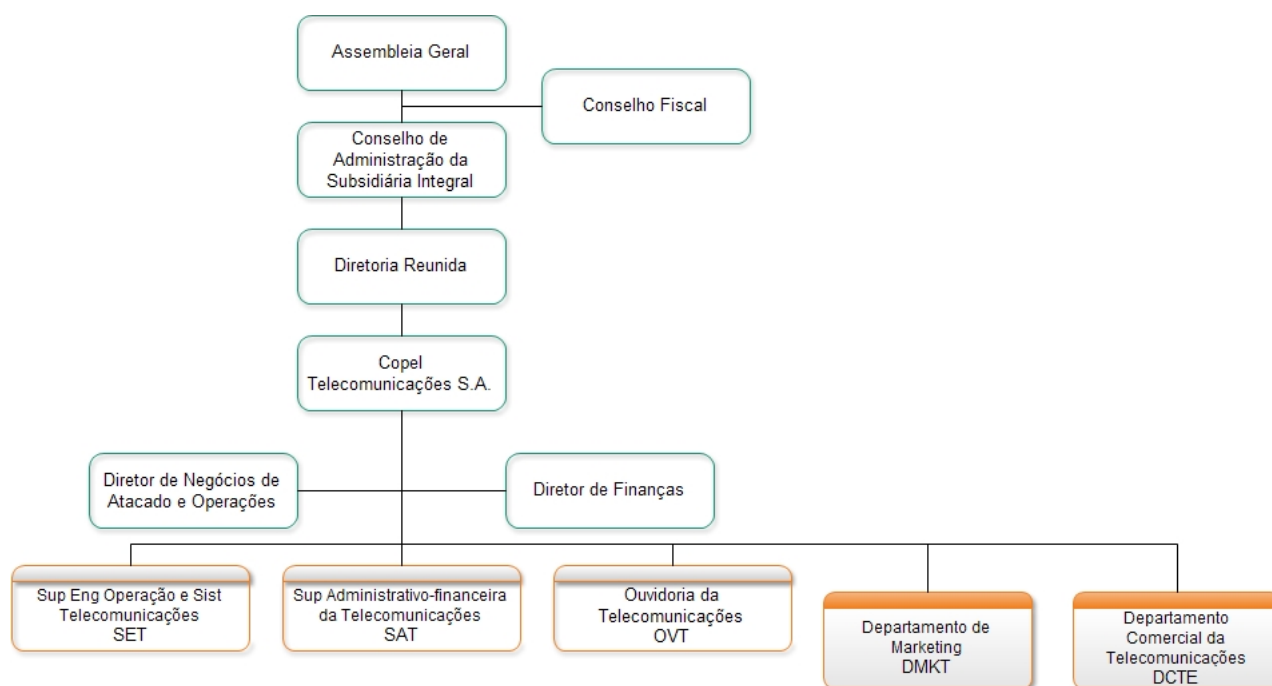 Assembleia Geral
Conselho Fiscal
Conselho de
Administração da
Subsidiária Integral
Diretoria Reunida
Copel
Telecomunicações S.A.
Diretor de Negócios de
Atacado e Operações
Diretor de Finanças
Sup Eng Operação e Sist
Telecomunicações
SET
Sup Administrativo-financeira
da Telecomunicações
SAT
Ouvidoria da
Telecomunicações
OVT
Departamento de
Marketing
DMKT
Departamento
Comercial da
Telecomunicações
DCTE